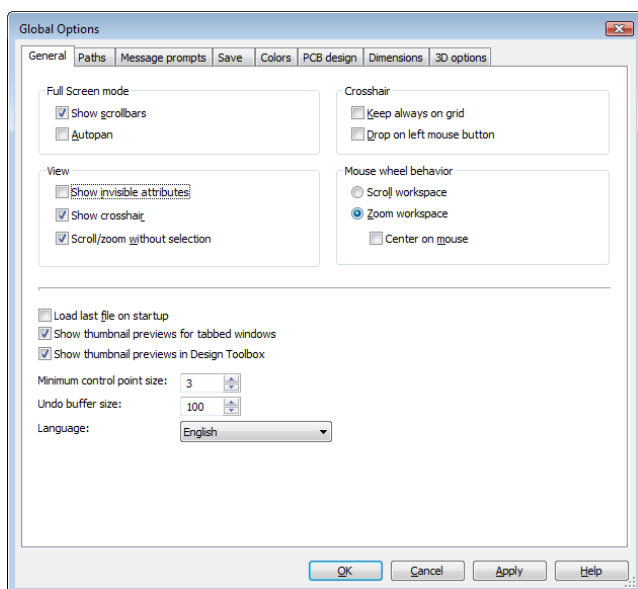 Global Options
General Paths Message prompts Save Colors PCB design Dimensions 3D options
Full Screen mode
Show scrollbars
Autopan
Crosshair
Keep always on grid
Drop on left mouse button
View
Show invisible attributes
Show crosshair
Scroll/zoom without selection
Mouse wheel behavior
Scroll workspace
Zoom workspace
Center on mouse
Load last file on startup
Show thumbnail previews for tabbed windows
Show thumbnail previews in Design Toolbox
Minimum control point size: 3
Undo buffer size: 100
Language: English
OK Cancel Apply Help